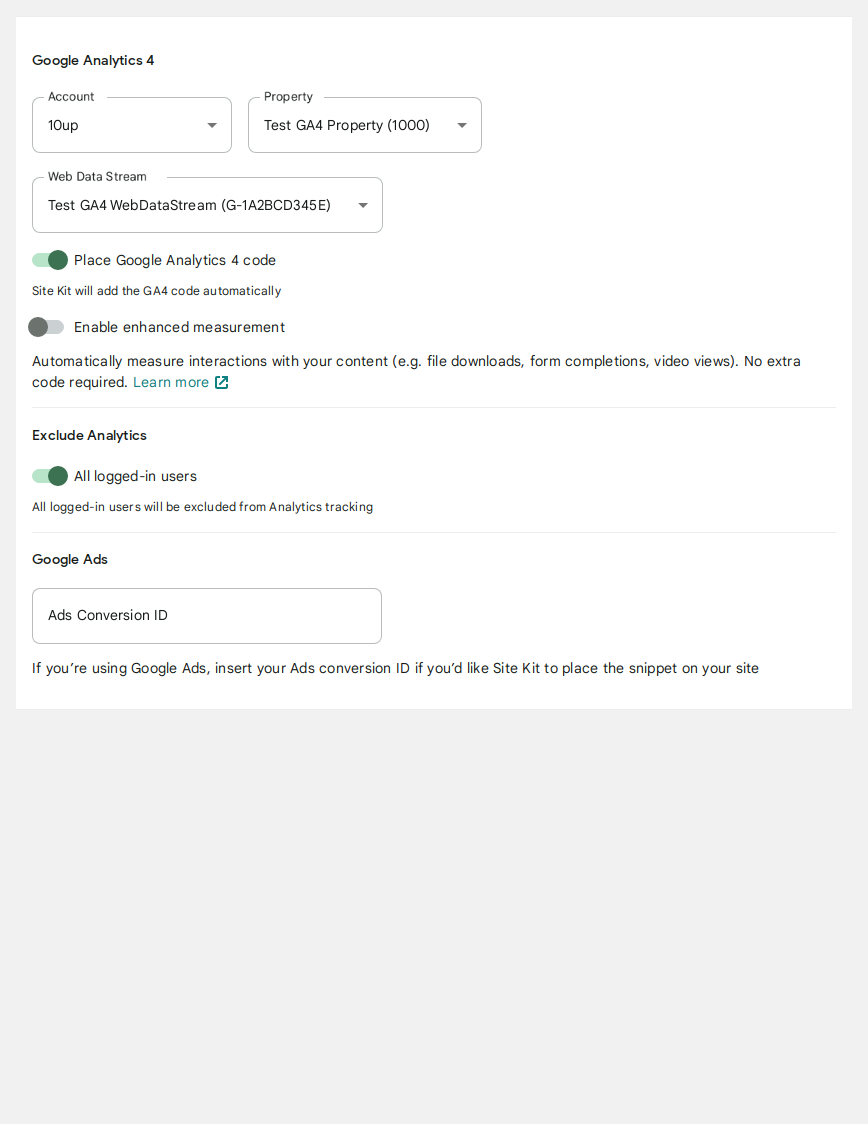 Google Analytics 4
Account
10up
Property
Test GA4 Property (1000)
Web Data Stream
Test GA4 WebDataStream (G-1A2BCD345E)
Place Google Analytics 4 code
Site Kit will add the GA4 code automatically
Enable enhanced measurement
Automatically measure interactions with your content (e.g. file downloads, form completions, video views). No extra
code required. Learn more
Exclude Analytics
All logged-in users
All logged-in users will be excluded from Analytics tracking
Google Ads
Ads Conversion ID
If you’re using Google Ads, insert your Ads conversion ID if you’d like Site Kit to place the snippet on your site